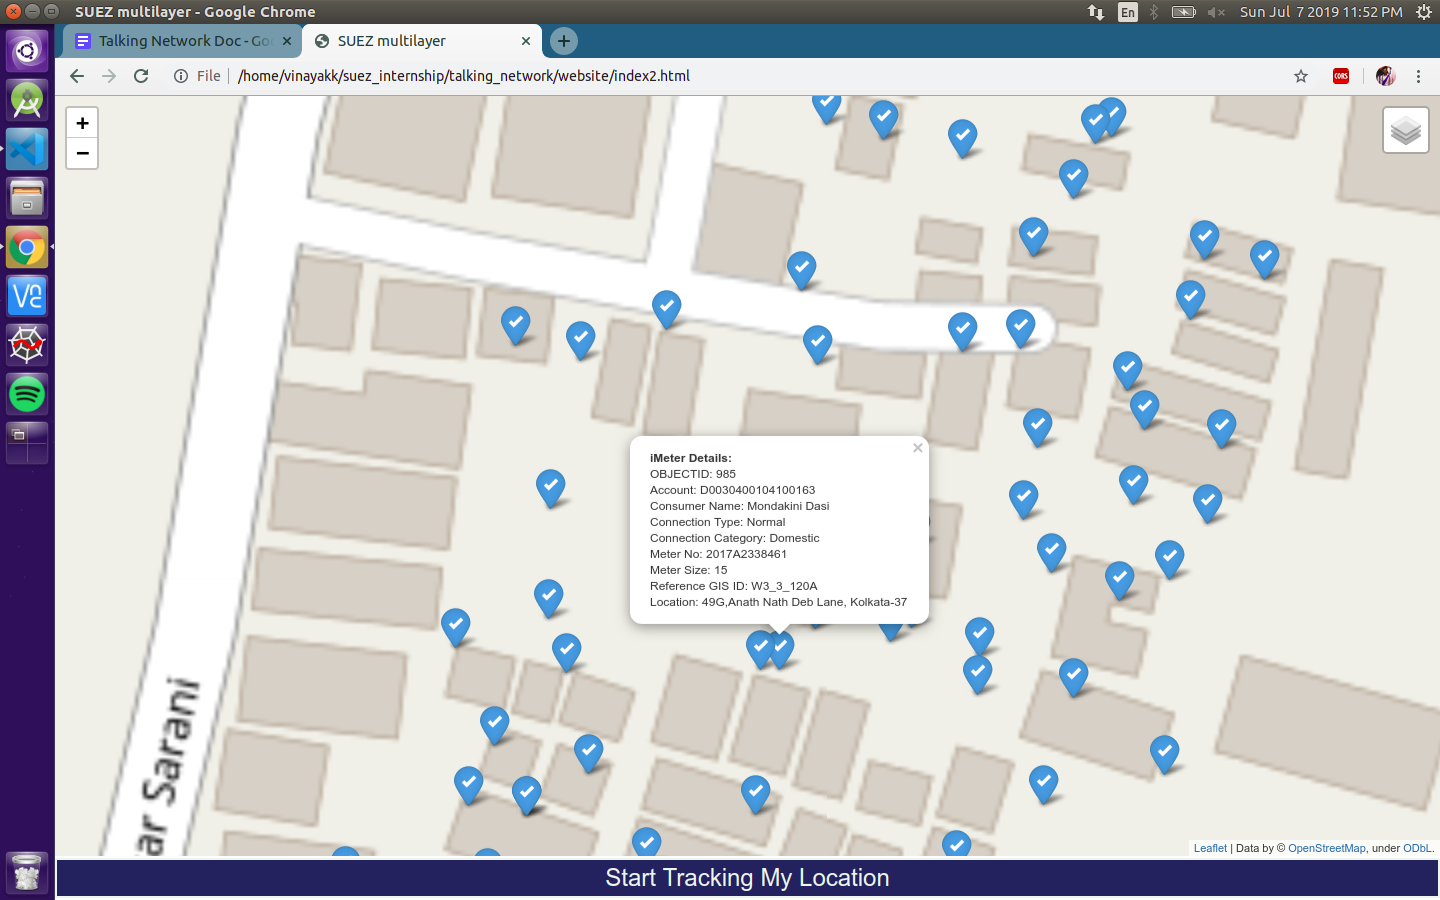 SUEZ multilayer - Google Chrome
En
Sun Jul 7 2019 11:52 PM
Talking Network Doc - Goo
SUEZ multilayer
File
/home/vinayakk/suez_internship/talking_network/website/index2.html
CORS
+
−
iMeter Details:
OBJECTID: 985
Account: D0030400104100163
Consumer Name: Mondakini Dasi
Connection Type: Normal
Connection Category: Domestic
Meter No: 2017A2338461
Meter Size: 15
Reference GIS ID: W3_3_120A
Location: 49G,Anath Nath Deb Lane, Kolkata-37
ar Sarani
Leaflet | Data by © OpenStreetMap, under ODbL.
Start Tracking My Location